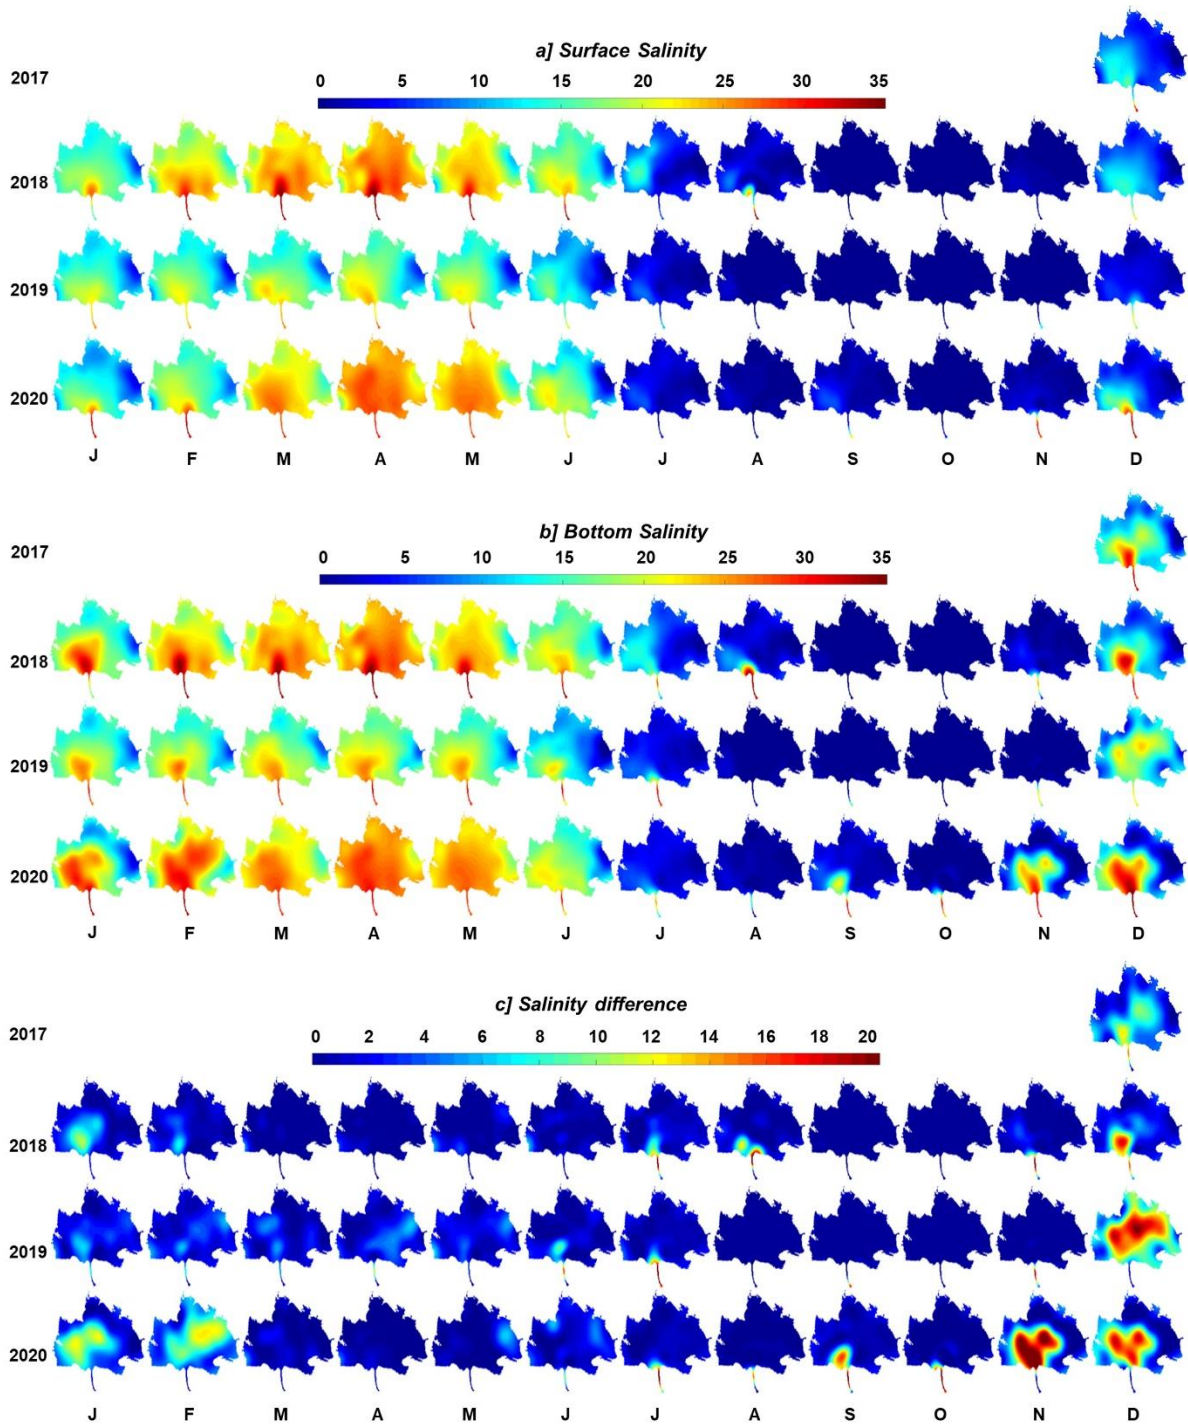 a] Surface Salinity
2017
0 5 10 15 20 25 30 35
2018
2019
2020
J F M A M J J A S O N D
b] Bottom Salinity
2017
0 5 10 15 20 25 30 35
2018
2019
2020
J F M A M J J A S O N D
c] Salinity difference
2017
0 2 4 6 8 10 12 14 16 18 20
2018
2019
2020
J F M A M J J A S O N D